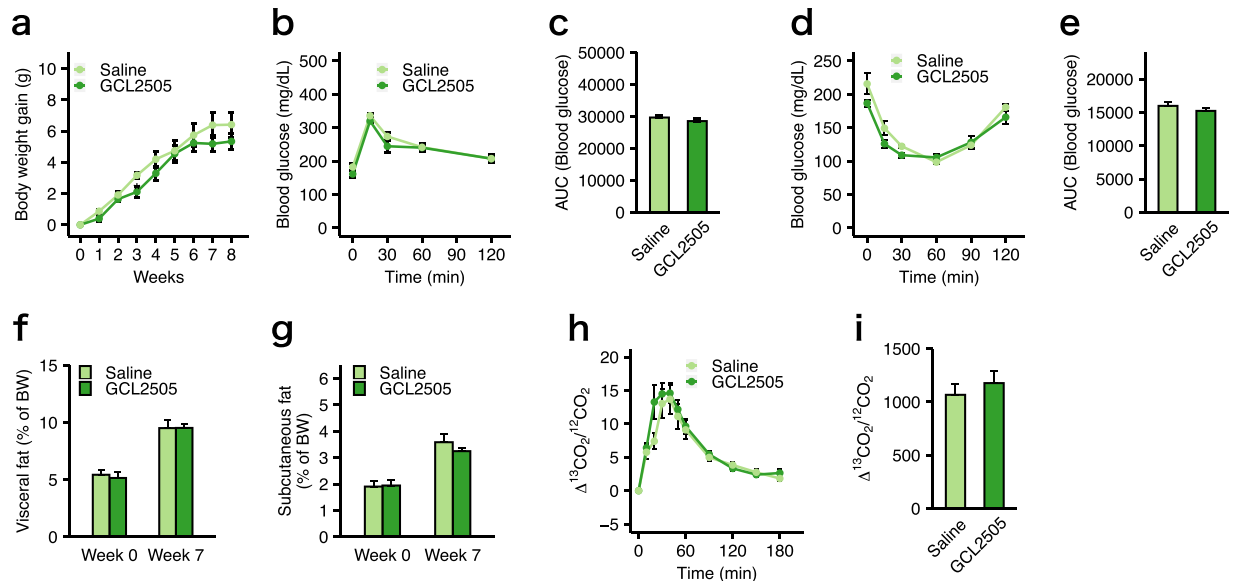 a
Body weight gain (g)
10
8
6
4
2
0
Saline
GCL2505
0 1 2 3 4 5 6 7 8
Weeks
b
Blood glucose (mg/dL)
500
400
300
200
100
0
Saline
GCL2505
0 30 60 90 120
Time (min)
c
AUC (Blood glucose)
50000
40000
30000
20000
10000
0
Saline
GCL2505
d
Blood glucose (mg/dL)
250
200
150
100
50
0
Saline
GCL2505
0 30 60 90 120
Time (min)
e
AUC (Blood glucose)
20000
15000
10000
5000
0
Saline
GCL2505
f
Visceral fat (% of BW)
15
10
5
0
Saline
GCL2505
Week 0 Week 7
g
Subcutaneous fat
(% of BW)
6
5
4
3
2
1
0
Saline
GCL2505
Week 0 Week 7
h
Δ¹³CO₂/¹²CO₂
20
15
10
5
0
−5
Saline
GCL2505
0 60 120 180
Time (min)
i
Δ¹³CO₂/¹²CO₂
1500
1000
500
0
Saline
GCL2505